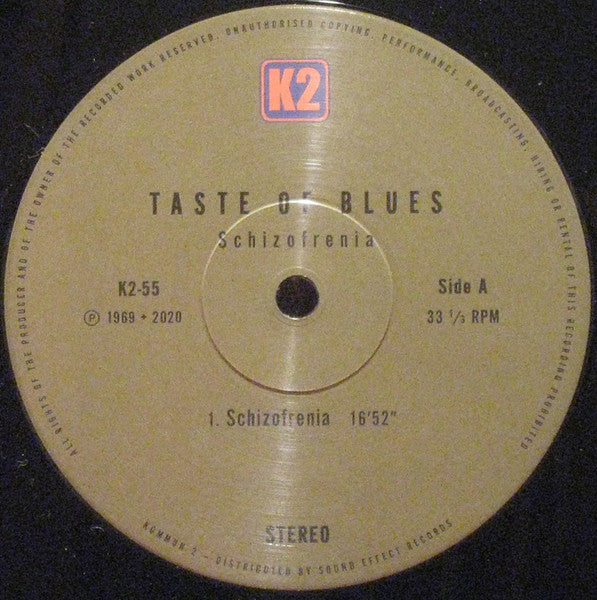 ALL RIGHTS OF THE PRODUCER AND OF THE OWNER OF THE RECORDED WORK RESERVED. UNAUTHORISED COPYING, PERFORMANCE, BROADCASTING, HIRING OR RENTAL OF THIS RECORDING PROHIBITED
K2
TASTE OF BLUES
Schizofrenia
K2-55
Side A
℗ 1969 + 2020
33 ⅓ RPM
1. Schizofrenia 16'52"
STEREO
KOMMUN 2 - DISTRIBUTED BY SOUND EFFECT RECORDS